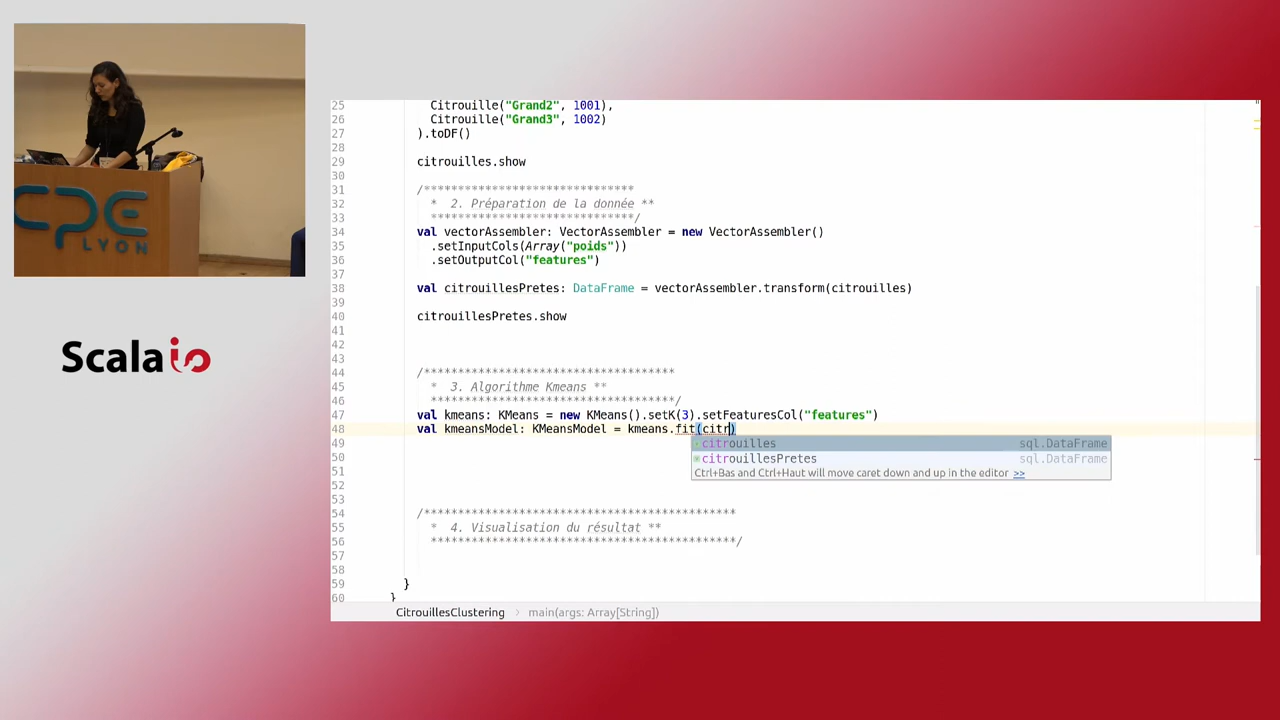 CPE
LYON
Scala io
25 Citrouille("Grand2", 1001),
26 Citrouille("Grand3", 1002)
27 ).toDF()
28
29 citrouilles.show
30
31 /*******************************
32 * 2. Préparation de la donnée **
33 ******************************/
34 val vectorAssembler: VectorAssembler = new VectorAssembler()
35 .setInputCols(Array("poids"))
36 .setOutputCol("features")
37
38 val citrouillesPretes: DataFrame = vectorAssembler.transform(citrouilles)
39
40 citrouillesPretes.show
41
42
43
44 /*************************************
45 * 3. Algorithme Kmeans **
46 ************************************/
47 val kmeans: KMeans = new KMeans().setK(3).setFeaturesCol("features")
48 val kmeansModel: KMeansModel = kmeans.fit(citr)
49 citrouilles sql.DataFrame
50 citrouillesPretes sql.DataFrame
51 Ctrl+Bas and Ctrl+Haut will move caret down and up in the editor >>
52
53
54 /**********************************************
55 * 4. Visualisation du résultat **
56 *********************************************/
57
58
59 }
60 }
CitrouillesClustering > main(args: Array[String])